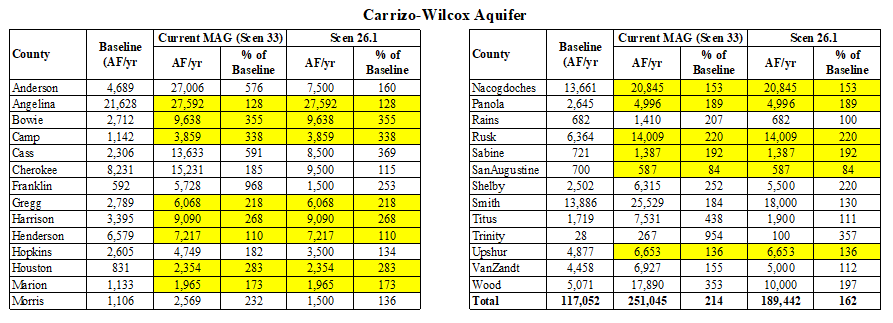 Carrizo-Wilcox Aquifer
County Baseline (AF/yr Current MAG (Scen 33) Scen 26.1
AF/yr % of Baseline AF/yr % of Baseline
Anderson 4,689 27,006 576 7,500 160
Angelina 21,628 27,592 128 27,592 128
Bowie 2,712 9,638 355 9,638 355
Camp 1,142 3,859 338 3,859 338
Cass 2,306 13,633 591 8,500 369
Cherokee 8,231 15,231 185 9,500 115
Franklin 592 5,728 968 1,500 253
Gregg 2,789 6,068 218 6,068 218
Harrison 3,395 9,090 268 9,090 268
Henderson 6,579 7,217 110 7,217 110
Hopkins 2,605 4,749 182 3,500 134
Houston 831 2,354 283 2,354 283
Marion 1,133 1,965 173 1,965 173
Morris 1,106 2,569 232 1,500 136
County Baseline (AF/yr Current MAG (Scen 33) Scen 26.1
AF/yr % of Baseline AF/yr % of Baseline
Nacogdoches 13,661 20,845 153 20,845 153
Panola 2,645 4,996 189 4,996 189
Rains 682 1,410 207 682 100
Rusk 6,364 14,009 220 14,009 220
Sabine 721 1,387 192 1,387 192
SanAugustine 700 587 84 587 84
Shelby 2,502 6,315 252 5,500 220
Smith 13,886 25,529 184 18,000 130
Titus 1,719 7,531 438 1,900 111
Trinity 28 267 954 100 357
Upshur 4,877 6,653 136 6,653 136
VanZandt 4,458 6,927 155 5,000 112
Wood 5,071 17,890 353 10,000 197
Total 117,052 251,045 214 189,442 162